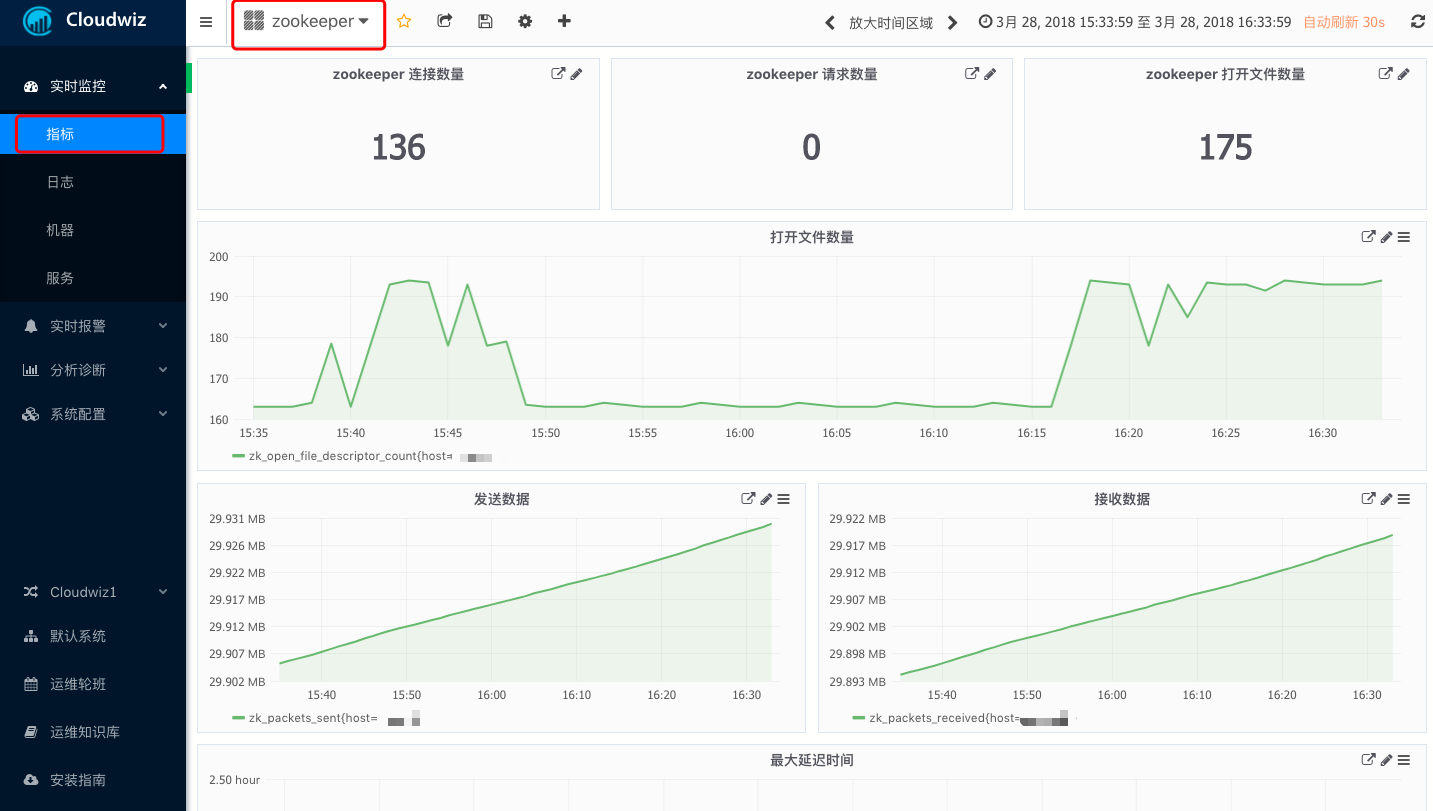 Cloudwiz
zookeeper
放大时间区域
3月 28, 2018 15:33:59 至 3月 28, 2018 16:33:59
自动刷新 30s
实时监控
指标
日志
机器
服务
实时报警
分析诊断
系统配置
Cloudwiz1
默认系统
运维轮班
运维知识库
安装指南
zookeeper 连接数量
136
zookeeper 请求数量
0
zookeeper 打开文件数量
175
打开文件数量
200
190
180
170
160
15:35 15:40 15:45 15:50 15:55 16:00 16:05 16:10 16:15 16:20 16:25 16:30
zk_open_file_descriptor_count{host=
发送数据
29.931 MB
29.926 MB
29.922 MB
29.917 MB
29.912 MB
29.907 MB
29.902 MB
15:40 15:50 16:00 16:10 16:20 16:30
zk_packets_sent{host=
接收数据
29.922 MB
29.917 MB
29.912 MB
29.907 MB
29.902 MB
29.898 MB
29.893 MB
15:40 15:50 16:00 16:10 16:20 16:30
zk_packets_received{host=
最大延迟时间
2.50 hour